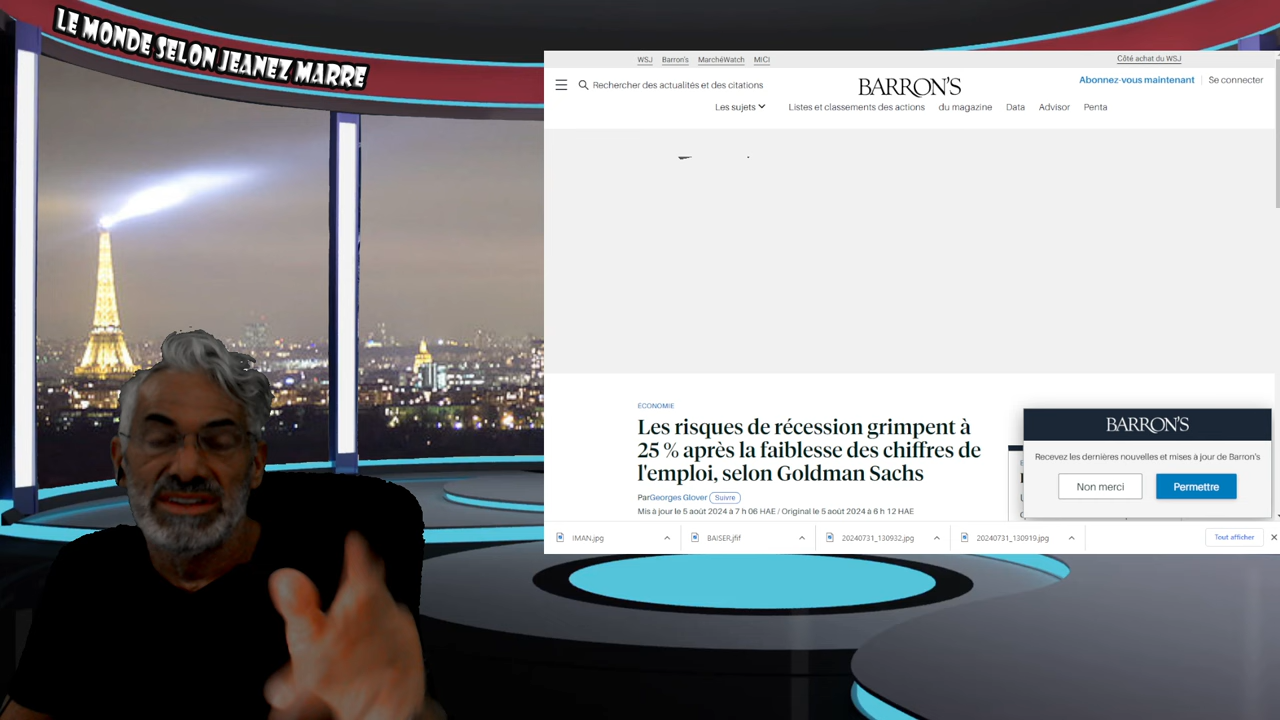 LE MONDE SELON JEANEZ MARRE
WSJ Barron's MarchéWatch MICI
Côté achat du WSJ
Rechercher des actualités et des citations
BARRON'S
Abonnez-vous maintenant Se connecter
Les sujets Listes et classements des actions du magazine Data Advisor Penta
ECONOMIE
Les risques de récession grimpent à
25 % après la faiblesse des chiffres de
l'emploi, selon Goldman Sachs
ParGeorges Glover Suivre
Mis à jour le 5 août 2024 à 7 h 06 HAE / Original le 5 août 2024 à 6 h 12 HAE
BARRON'S
Recevez les dernières nouvelles et mises a jour de Barron's
Non merci Permettre
IMAN.jpg BAISER.jfif 20240731_130932.jpg 20240731_130919.jpg Tout afficher